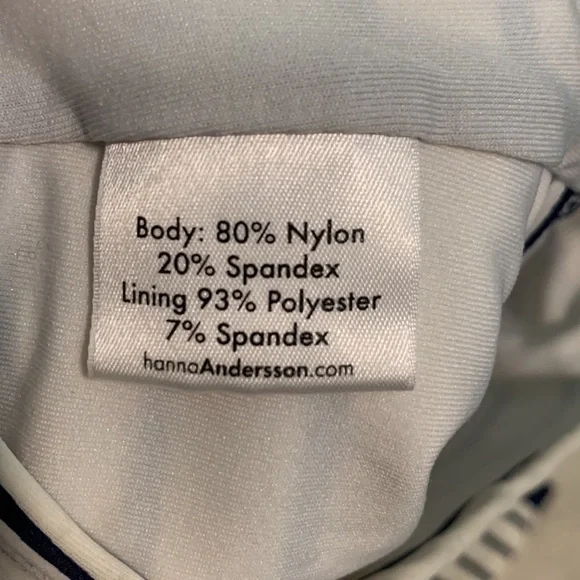 Body: 80% Nylon
20% Spandex
Lining 93% Polyester
7% Spandex
hannaAndersson.com